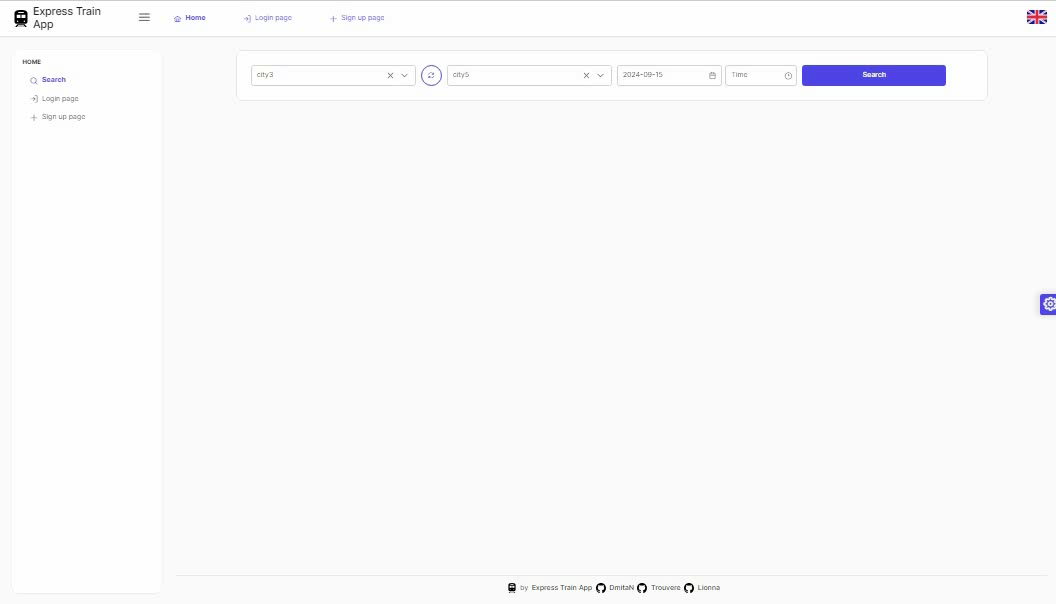 Express Train
App
Home
Login page
Sign up page
HOME
Search
Login page
Sign up page
city3
city5
2024-09-15
Time
Search
by Express Train App DmitaN Trouvere Lionna